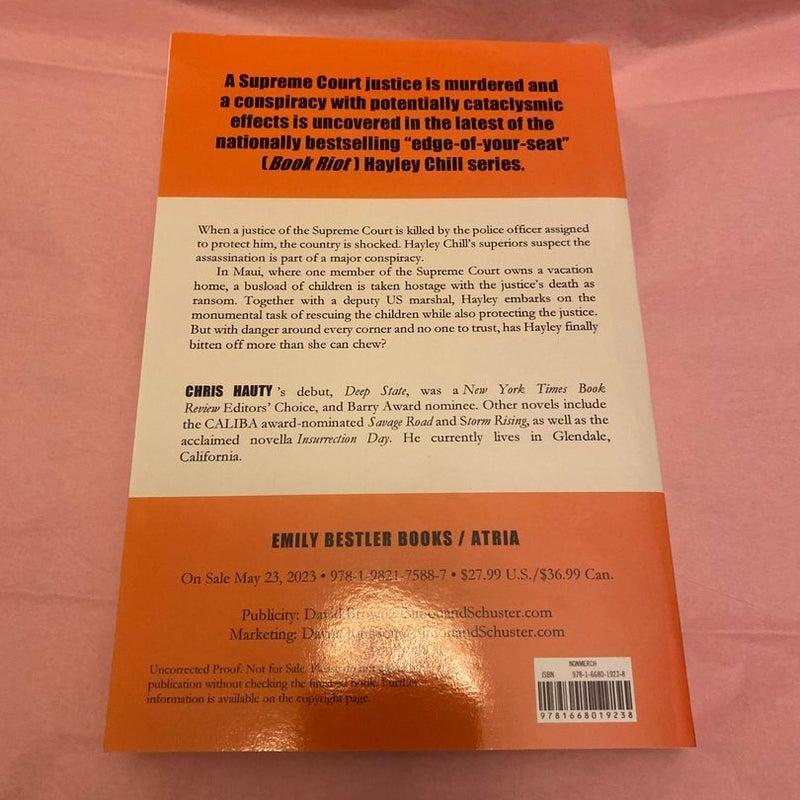 A Supreme Court justice is murdered and
a conspiracy with potentially cataclysmic
effects is uncovered in the latest of the
nationally bestselling “edge-of-your-seat”
(Book Riot) Hayley Chill series.
When a justice of the Supreme Court is killed by the police officer assigned
to protect him, the country is shocked. Hayley Chill’s superiors suspect the
assassination is part of a major conspiracy.
In Maui, where one member of the Supreme Court owns a vacation
home, a busload of children is taken hostage with the justice’s death as
ransom. Together with a deputy US marshal, Hayley embarks on the
monumental task of rescuing the children while also protecting the justice.
But with danger around every corner and no one to trust, has Hayley finally
bitten off more than she can chew?
CHRIS HAUTY’s debut, Deep State, was a New York Times Book
Review Editors’ Choice, and Barry Award nominee. Other novels include
the CALIBA award-nominated Savage Road and Storm Rising, as well as the
acclaimed novella Insurrection Day. He currently lives in Glendale,
California.
EMILY BESTLER BOOKS / ATRIA
On Sale May 23, 2023 • 978-1-9821-7588-7 • $27.99 U.S./$36.99 Can.
Publicity: David
Marketing:
Uncorrected Proof. Not for Sale. Please do not
publication without checking the finished book. Further
information is available on the copyright page.
NONMERCH
ISBN 978-1-6680-1923-8
9781668019238